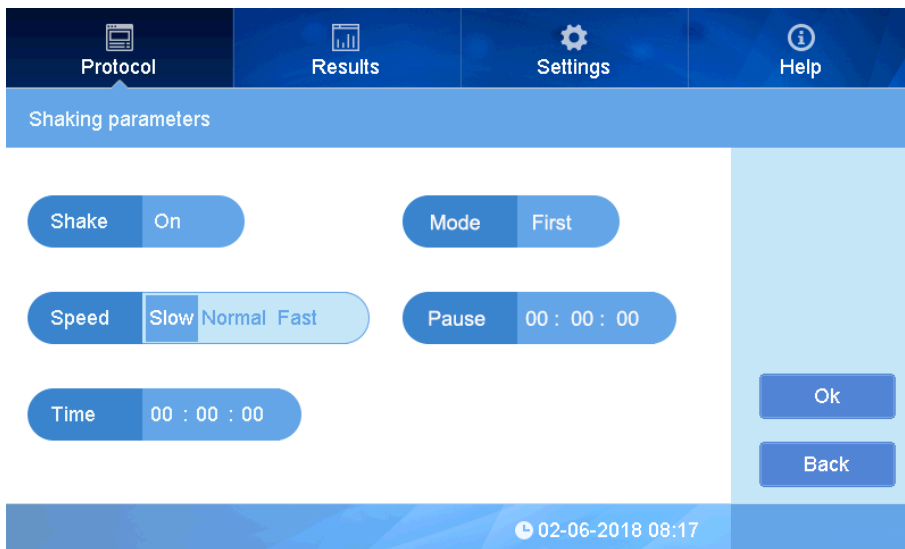 Protocol Results Settings Help
Shaking parameters
Shake On Mode First
Speed Slow Normal Fast Pause 00 : 00 : 00
Time 00 : 00 : 00
Ok
Back
02-06-2018 08:17